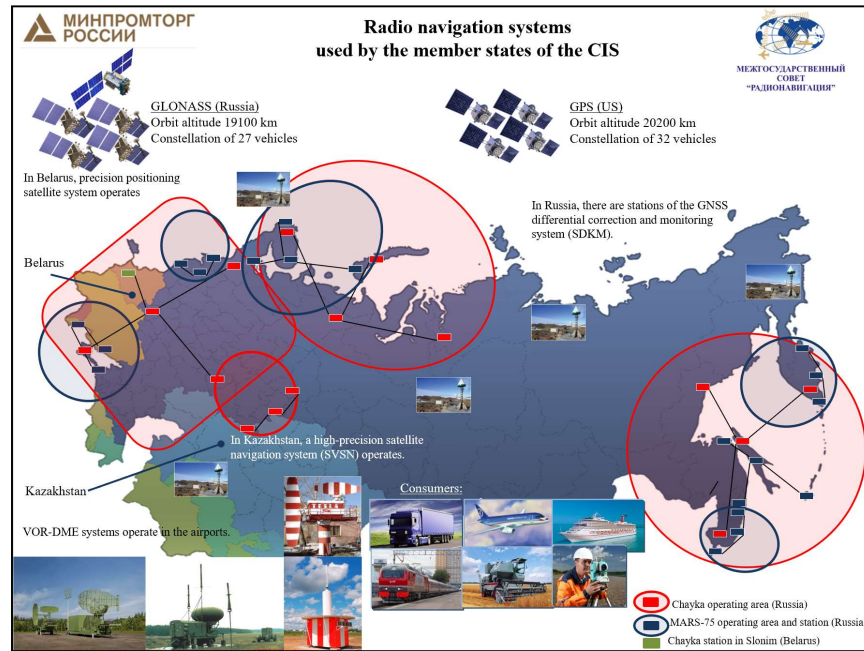 МИНПРОМТОРГ
РОССИИ
Radio navigation systems
used by the member states of the CIS
МЕЖГОСУДАРСТВЕННЫЙ
СОВЕТ
“РАДИОНАВИГАЦИЯ”
GLONASS (Russia)
Orbit altitude 19100 km
Constellation of 27 vehicles
GPS (US)
Orbit altitude 20200 km
Constellation of 32 vehicles
In Belarus, precision positioning
satellite system operates
In Russia, there are stations of the GNSS
differential correction and monitoring
system (SDKM).
Belarus
In Kazakhstan, a high-precision satellite
navigation system (SVSN) operates.
Kazakhstan
Consumers:
VOR-DME systems operate in the airports.
Chayka operating area (Russia)
MARS-75 operating area and station (Russia
Chayka station in Slonim (Belarus)